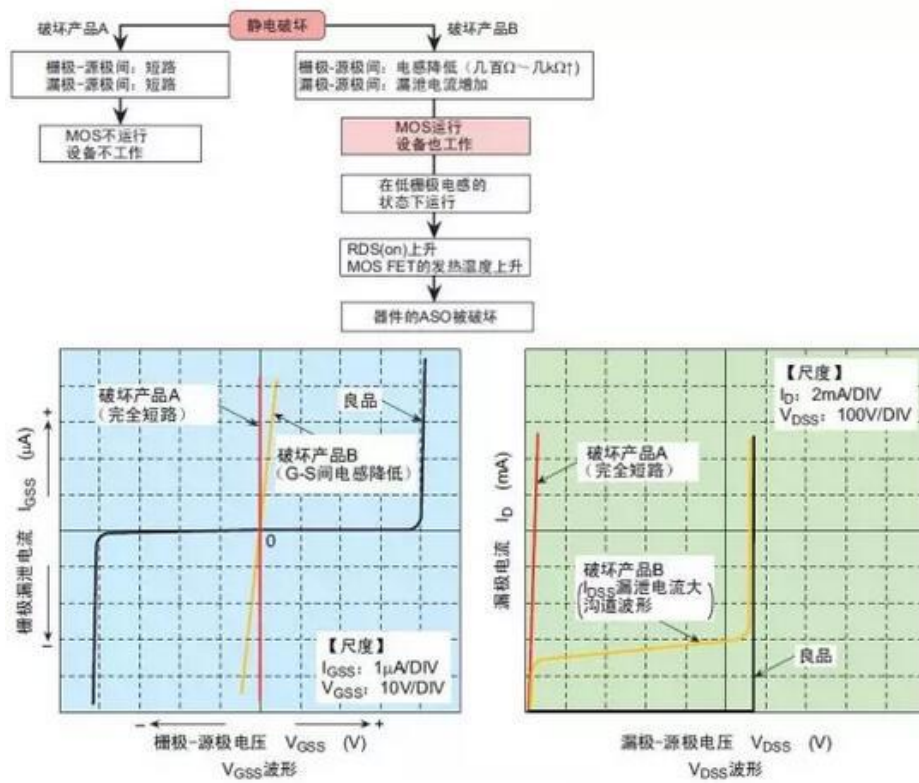 静电破坏
破坏产品A
破坏产品B
栅极-源极间：短路
漏极-源极间：短路
MOS不运行
设备不工作
栅极-源极间：电感降低（几百Ω～几kΩ↑）
漏极-源极间：漏泄电流增加
MOS运行
设备也工作
在低栅极电感的
状态下运行
RDS(on)上升
MOS FET的发热温度上升
器件的ASO被破坏
栅极漏泄电流 IGSS (μA)
+
−
破坏产品A
（完全短路）
良品
破坏产品B
（G-S间电感降低）
0
【尺度】
IGSS：1μA/DIV
VGSS：10V/DIV
− +
栅极-源极电压 VGSS (V)
VGSS波形
漏极电流 ID (mA)
【尺度】
ID：2mA/DIV
VDSS：100V/DIV
破坏产品A
（完全短路）
破坏产品B
（IDSS漏泄电流大
沟道波形）
良品
漏极-源极电压 VDSS (V)
VDSS波形